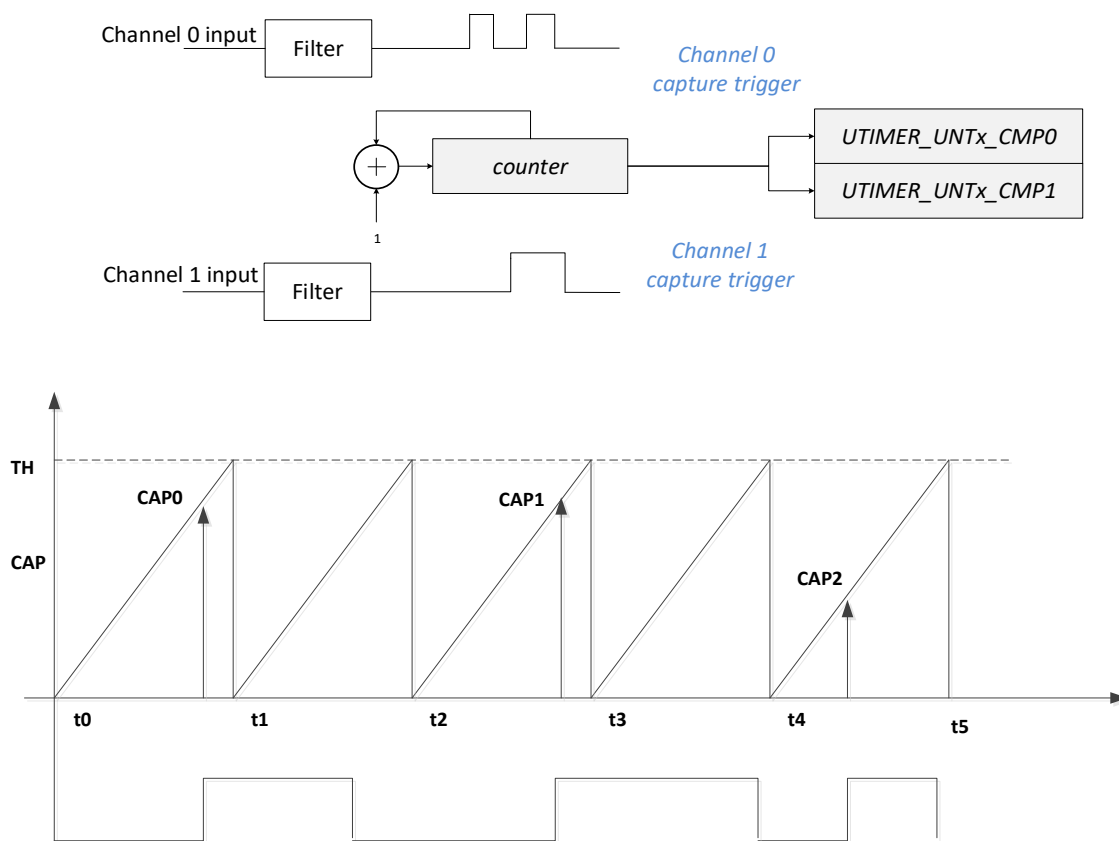 Channel 0 input
Filter
Channel 0
capture trigger
+
counter
UTIMER_UNTx_CMP0
UTIMER_UNTx_CMP1
1
Channel 1 input
Filter
Channel 1
capture trigger
TH
CAP0
CAP1
CAP
CAP2
t0
t1
t2
t3
t4
t5